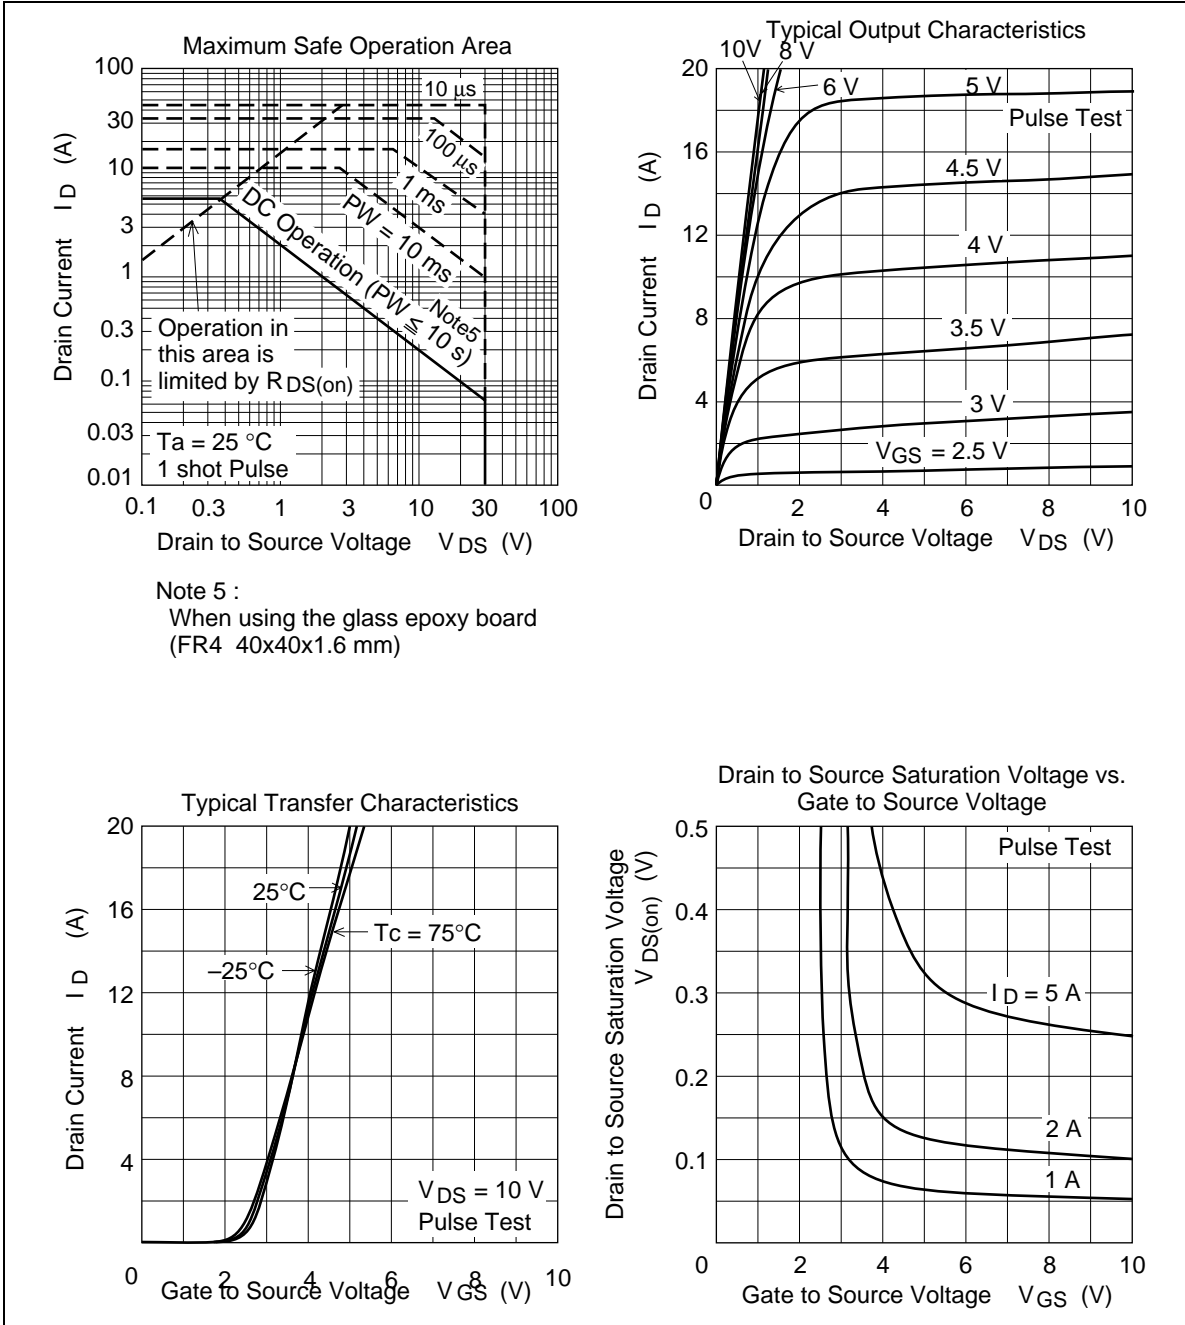 Maximum Safe Operation Area
100
30
10
3
1
0.3
0.1
0.03
0.01
Drain Current I D (A)
10 µs
100 µs
1 ms
PW = 10 ms
DC Operation (PW ≤ 10 s)
Note5
Operation in
this area is
limited by R DS(on)
Ta = 25 °C
1 shot Pulse
0.1 0.3 1 3 10 30 100
Drain to Source Voltage V DS (V)
Note 5 :
When using the glass epoxy board
(FR4 40x40x1.6 mm)
Typical Output Characteristics
10V 8 V
6 V
5 V
Pulse Test
4.5 V
4 V
3.5 V
3 V
VGS = 2.5 V
20
16
12
8
4
Drain Current I D (A)
0 2 4 6 8 10
Drain to Source Voltage V DS (V)
Typical Transfer Characteristics
20
16
12
8
4
Drain Current I D (A)
25°C
Tc = 75°C
–25°C
V DS = 10 V
Pulse Test
0 2 4 6 8 10
Gate to Source Voltage V GS (V)
Drain to Source Saturation Voltage vs.
Gate to Source Voltage
0.5
0.4
0.3
0.2
0.1
Drain to Source Saturation Voltage
V DS(on) (V)
Pulse Test
I D = 5 A
2 A
1 A
0 2 4 6 8 10
Gate to Source Voltage V GS (V)